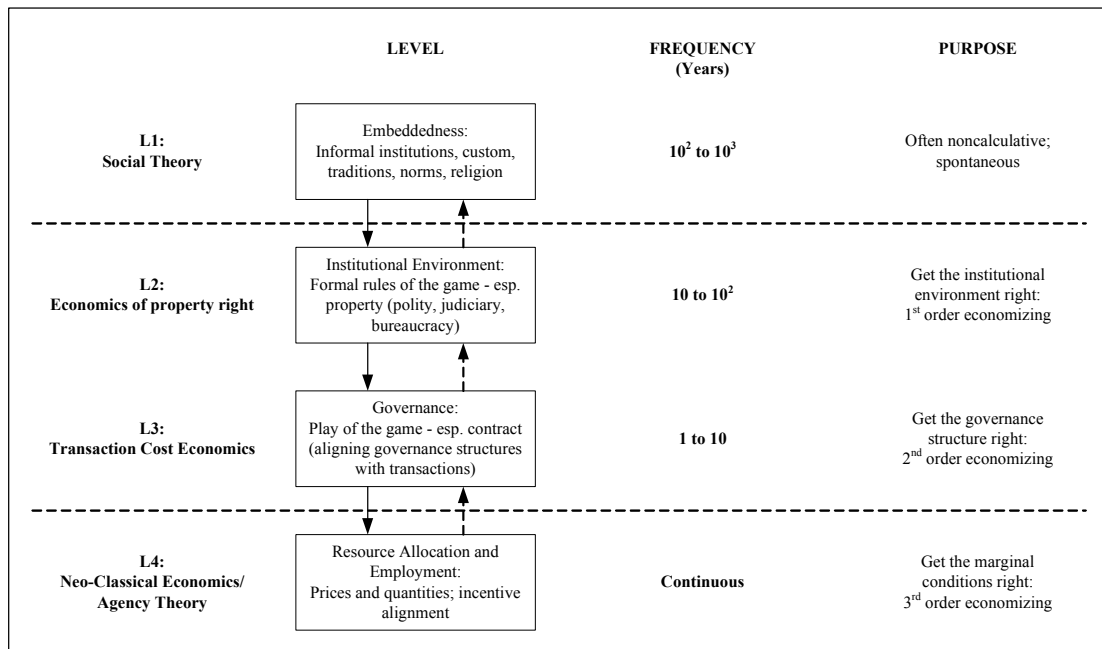 LEVEL
FREQUENCY
(Years)
PURPOSE
L1:
Social Theory
Embeddedness:
Informal institutions, custom,
traditions, norms, religion
10² to 10³
Often noncalculative;
spontaneous
L2:
Economics of property right
Institutional Environment:
Formal rules of the game - esp.
property (polity, judiciary,
bureaucracy)
10 to 10²
Get the institutional
environment right:
1st order economizing
L3:
Transaction Cost Economics
Governance:
Play of the game - esp. contract
(aligning governance structures
with transactions)
1 to 10
Get the governance
structure right:
2nd order economizing
L4:
Neo-Classical Economics/
Agency Theory
Resource Allocation and
Employment:
Prices and quantities; incentive
alignment
Continuous
Get the marginal
conditions right:
3rd order economizing